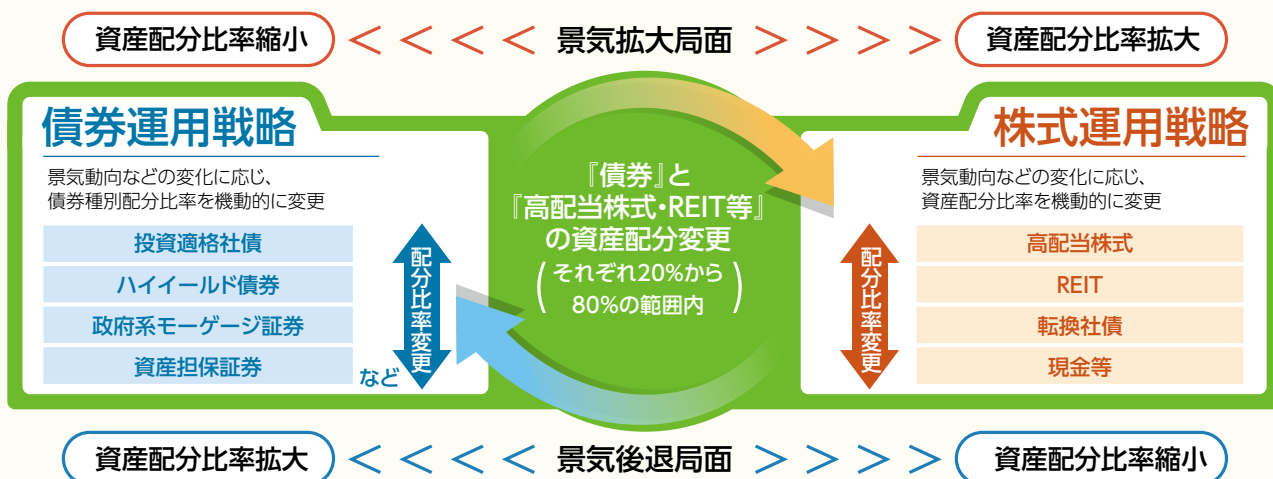 資産配分比率縮小 ＜ ＜ ＜ ＜ ＜ 景気拡大局面 ＞ ＞ ＞ ＞ ＞ 資産配分比率拡大
債券運用戦略
景気動向などの変化に応じ、
債券種別配分比率を機動的に変更
投資適格社債
ハイイールド債券
政府系モーゲージ証券
資産担保証券
など
配分比率変更
『債券』と
『高配当株式・REIT等』
の資産配分変更
(それぞれ20%から
80%の範囲内)
株式運用戦略
景気動向などの変化に応じ、
資産配分比率を機動的に変更
配分比率変更
高配当株式
REIT
転換社債
現金等
資産配分比率拡大 ＜ ＜ ＜ ＜ ＜ 景気後退局面 ＞ ＞ ＞ ＞ ＞ 資産配分比率縮小